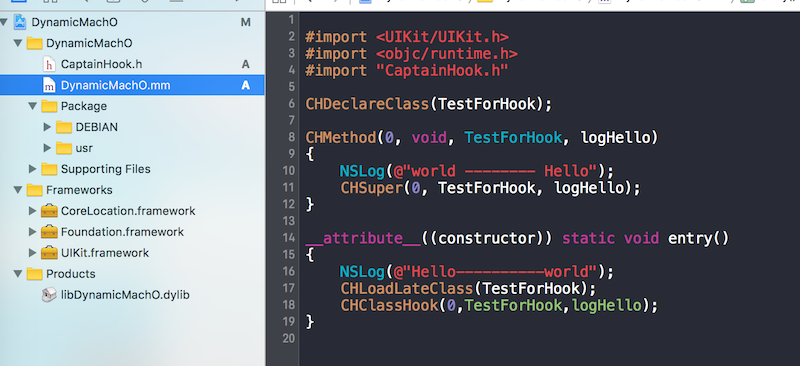 DynamicMachO M
DynamicMachO
CaptainHook.h A
DynamicMachO.mm A
Package
DEBIAN
usr
Supporting Files
Frameworks
CoreLocation.framework
Foundation.framework
UIKit.framework
Products
libDynamicMachO.dylib
1
2 #import <UIKit/UIKit.h>
3 #import <objc/runtime.h>
4 #import "CaptainHook.h"
5
6 CHDeclareClass(TestForHook);
7
8 CHMethod(0, void, TestForHook, logHello)
9 {
10 NSLog(@"world -------- Hello");
11 CHSuper(0, TestForHook, logHello);
12 }
13
14 __attribute__((constructor)) static void entry()
15 {
16 NSLog(@"Hello----------world");
17 CHLoadLateClass(TestForHook);
18 CHClassHook(0,TestForHook,logHello);
19 }
20